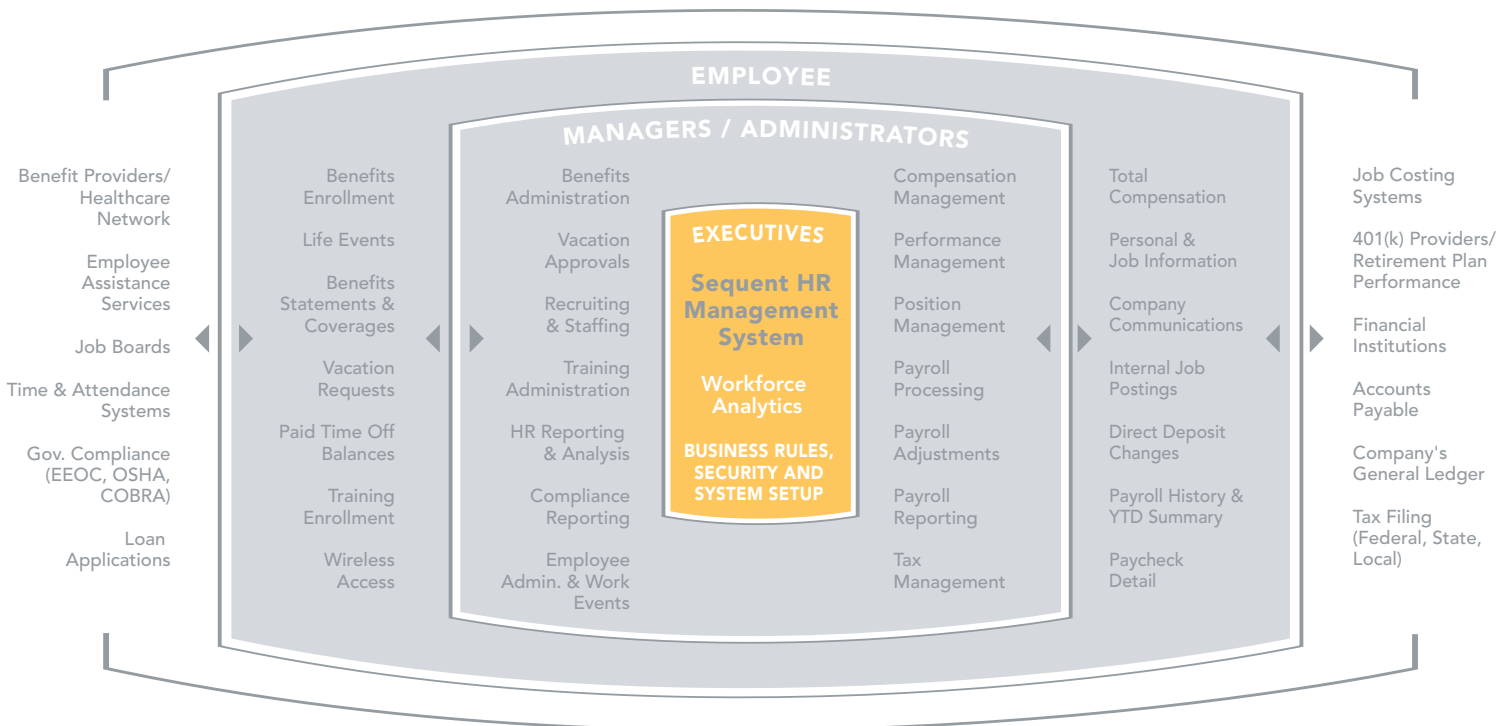 EMPLOYEE
MANAGERS / ADMINISTRATORS
Benefit Providers/
Healthcare
Network
Employee
Assistance
Services
Job Boards
Time & Attendance
Systems
Gov. Compliance
(EEOC, OSHA,
COBRA)
Loan
Applications
Benefits
Enrollment
Life Events
Benefits
Statements &
Coverages
Vacation
Requests
Paid Time Off
Balances
Training
Enrollment
Wireless
Access
Benefits
Administration
Vacation
Approvals
Recruiting
& Staffing
Training
Administration
HR Reporting
& Analysis
Compliance
Reporting
Employee
Admin. & Work
Events
EXECUTIVES
Sequent HR
Management
System
Workforce
Analytics
BUSINESS RULES,
SECURITY AND
SYSTEM SETUP
Compensation
Management
Performance
Management
Position
Management
Payroll
Processing
Payroll
Adjustments
Payroll
Reporting
Tax
Management
Total
Compensation
Personal &
Job Information
Company
Communications
Internal Job
Postings
Direct Deposit
Changes
Payroll History &
YTD Summary
Paycheck
Detail
Job Costing
Systems
401(k) Providers/
Retirement Plan
Performance
Financial
Institutions
Accounts
Payable
Company's
General Ledger
Tax Filing
(Federal, State,
Local)